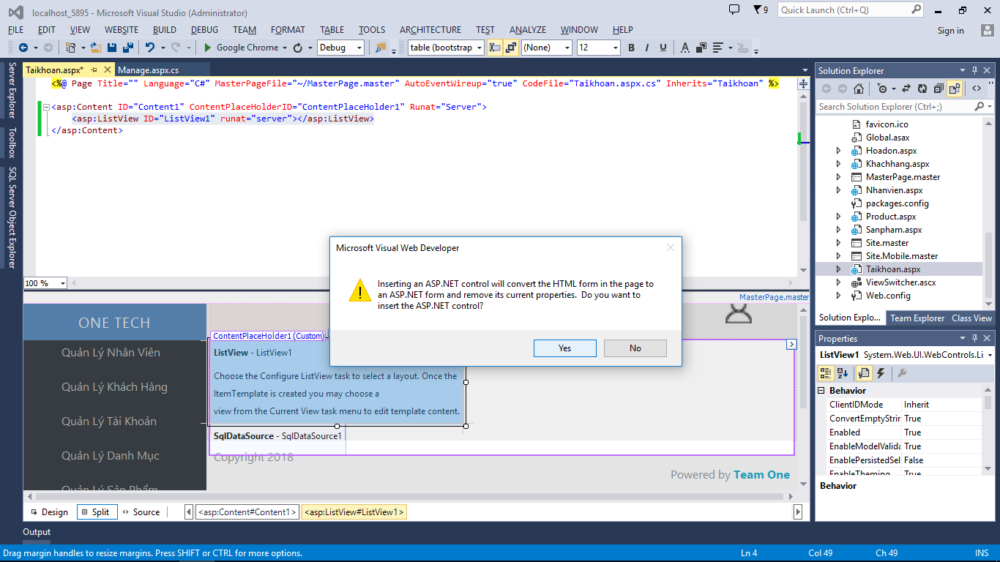 localhost_5895 - Microsoft Visual Studio (Administrator)
9
Quick Launch (Ctrl+Q)
FILE EDIT VIEW WEBSITE BUILD DEBUG TEAM FORMAT TABLE TOOLS ARCHITECTURE TEST ANALYZE WINDOW HELP
Sign in
Google Chrome Debug table (bootstrap (None) 12 B I U A
Server Explorer
Toolbox
SQL Server Object Explorer
Taikhoan.aspx* Manage.aspx.cs
<%@ Page Title="" Language="C#" MasterPageFile="~/MasterPage.master" AutoEventWireup="true" CodeFile="Taikhoan.aspx.cs" Inherits="Taikhoan" %>
<asp:Content ID="Content1" ContentPlaceHolderID="ContentPlaceHolder1" Runat="Server">
<asp:ListView ID="ListView1" runat="server"></asp:ListView>
</asp:Content>
100 %
MasterPage.master
Microsoft Visual Web Developer
Inserting an ASP.NET control will convert the HTML form in the page to
an ASP.NET form and remove its current properties. Do you want to
insert the ASP.NET control?
Yes No
ONE TECH
Quản Lý Nhân Viên
Quản Lý Khách Hàng
Quản Lý Tài Khoản
Quản Lý Danh Mục
Quản Lý Sản Phẩm
ContentPlaceHolder1 (Custom)
ListView - ListView1
Choose the Configure ListView task to select a layout. Once the
ItemTemplate is created you may choose a
view from the Current View task menu to edit template content.
SqlDataSource - SqlDataSource1
Copyright 2018
Powered by Team One
Design Split Source <asp:Content#Content1> <asp:ListView#ListView1>
Output
Drag margin handles to resize margins. Press SHIFT or CTRL for more options.
Ln 4 Col 49 Ch 49 INS
Solution Explorer
Search Solution Explorer (Ctrl+;)
favicon.ico
Global.asax
Hoadon.aspx
Khachhang.aspx
MasterPage.master
Nhanvien.aspx
packages.config
Product.aspx
Sanpham.aspx
Site.master
Site.Mobile.master
Taikhoan.aspx
ViewSwitcher.ascx
Web.config
Solution Explo... Team Explorer Class View
Properties
ListView1 System.Web.UI.WebControls.Li
Behavior
ClientIDMode Inherit
ConvertEmptyStrin True
Enabled True
EnableModelValida True
EnablePersistedSel False
EnableTheming True
Behavior